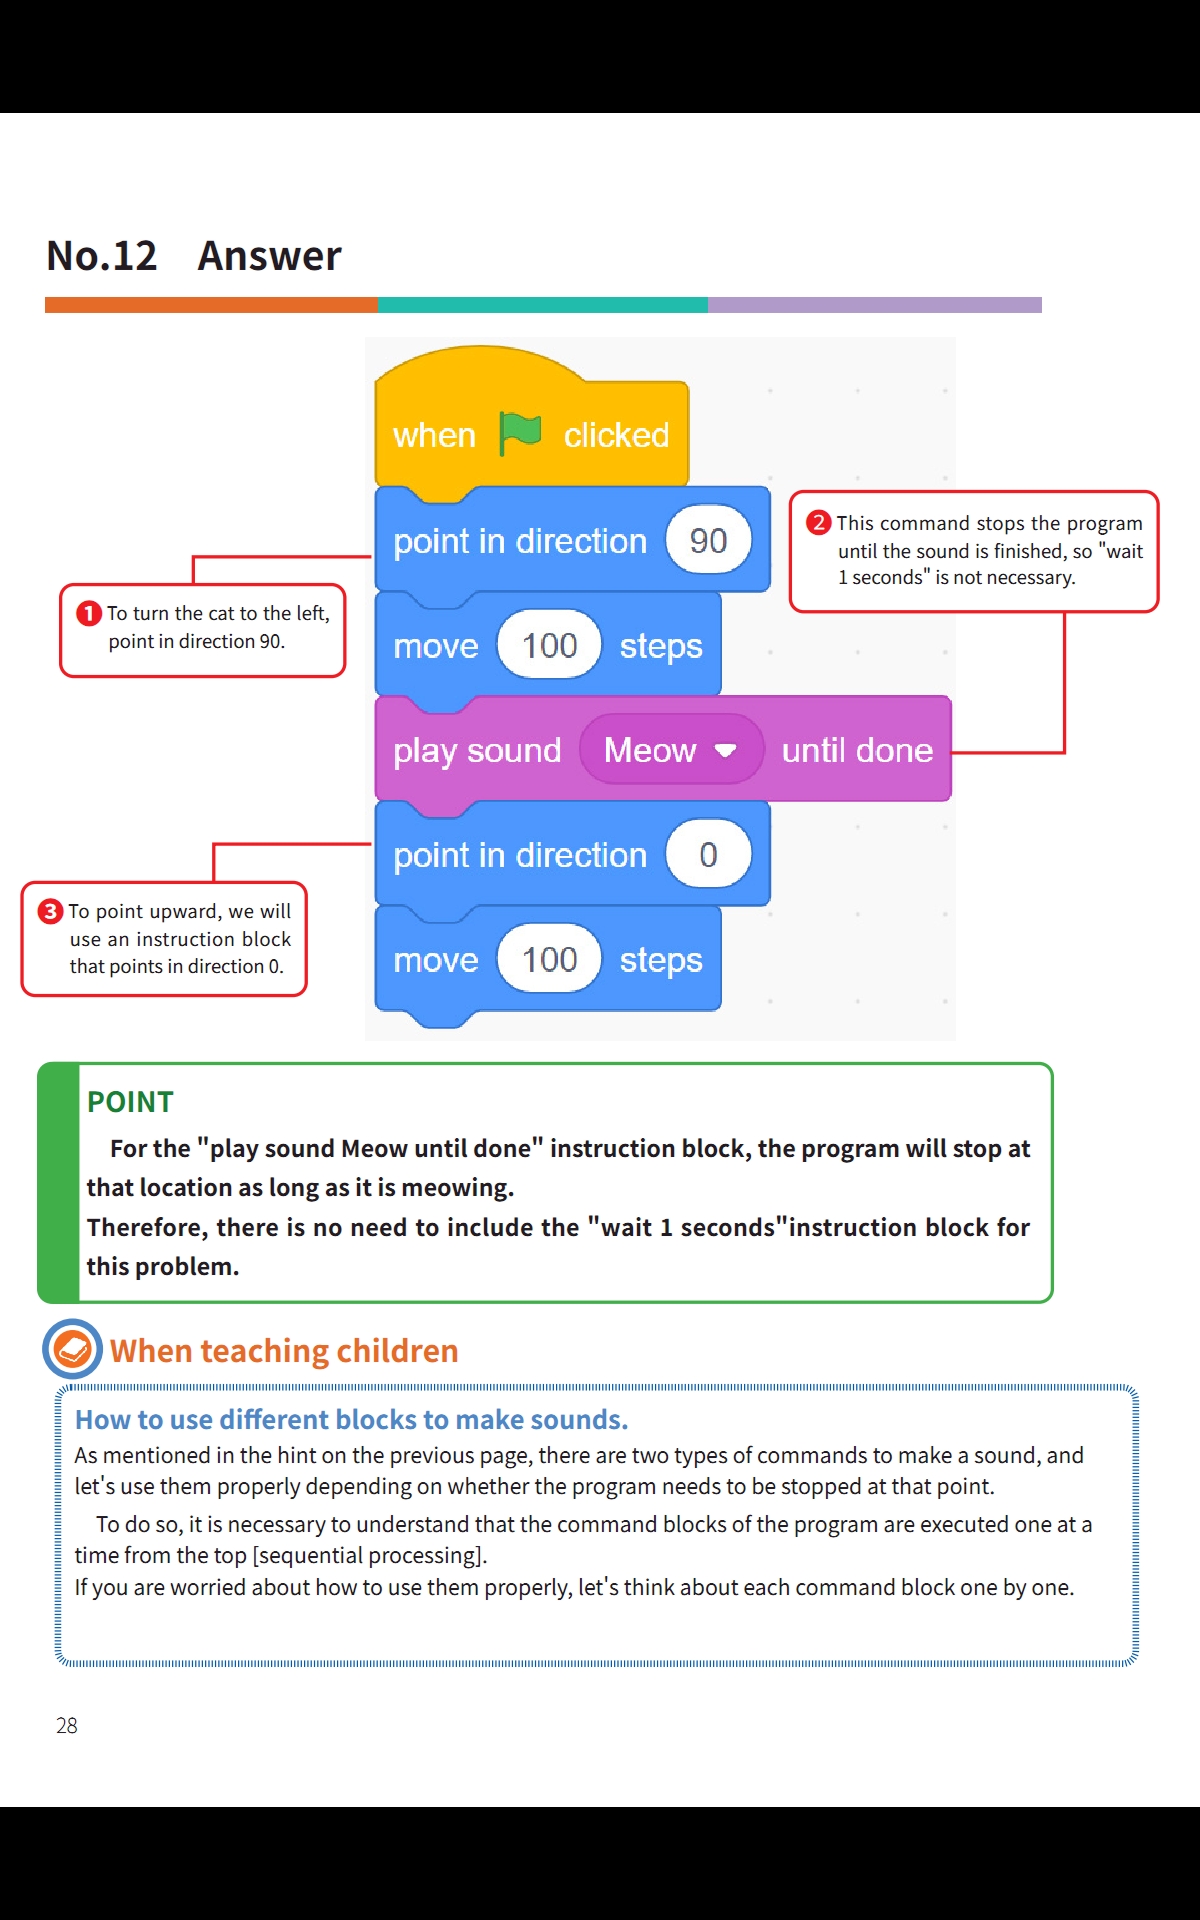 No.12 Answer
when clicked
point in direction 90
move 100 steps
play sound Meow until done
point in direction 0
move 100 steps
1 To turn the cat to the left,
point in direction 90.
2 This command stops the program
until the sound is finished, so "wait
1 seconds" is not necessary.
3 To point upward, we will
use an instruction block
that points in direction 0.
POINT
For the "play sound Meow until done" instruction block, the program will stop at
that location as long as it is meowing.
Therefore, there is no need to include the "wait 1 seconds"instruction block for
this problem.
When teaching children
How to use different blocks to make sounds.
As mentioned in the hint on the previous page, there are two types of commands to make a sound, and
let's use them properly depending on whether the program needs to be stopped at that point.
To do so, it is necessary to understand that the command blocks of the program are executed one at a
time from the top [sequential processing].
If you are worried about how to use them properly, let's think about each command block one by one.
28